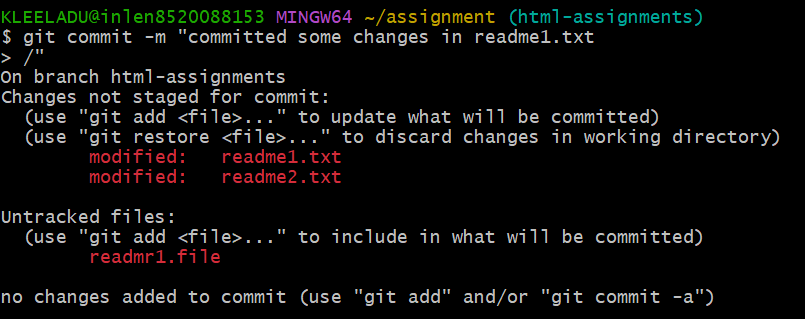 KLEELADU@inlen8520088153 MINGW64 ~/assignment (html-assignments)
$ git commit -m "committed some changes in readme1.txt
> /"
On branch html-assignments
Changes not staged for commit:
  (use "git add <file>..." to update what will be committed)
  (use "git restore <file>..." to discard changes in working directory)
        modified:   readme1.txt
        modified:   readme2.txt

Untracked files:
  (use "git add <file>..." to include in what will be committed)
        readmr1.file

no changes added to commit (use "git add" and/or "git commit -a")